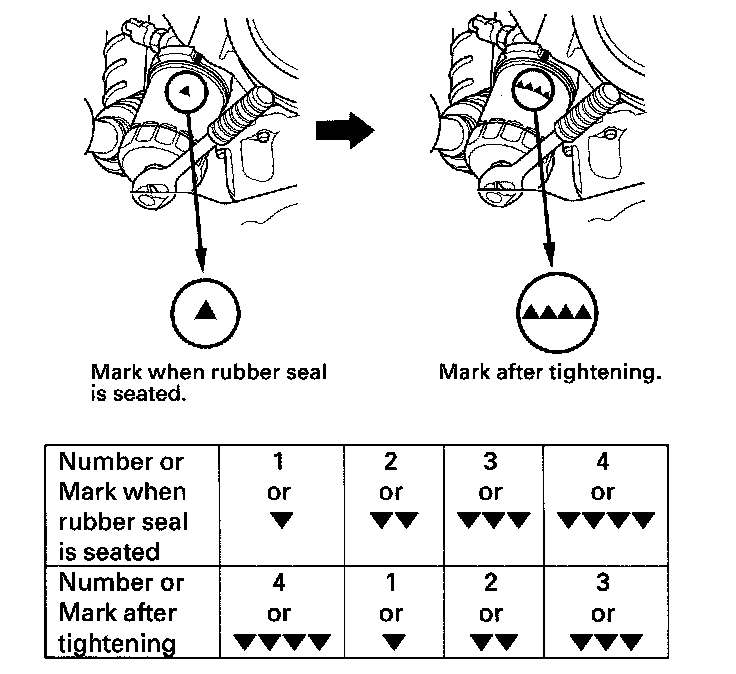 ▲
▲▲▲▲
Mark when rubber seal
is seated.
Mark after tightening.
Number or
Mark when
rubber seal
is seated
1
or
▼
2
or
▼▼
3
or
▼▼▼
4
or
▼▼▼▼
Number or
Mark after
tightening
4
or
▼▼▼▼
1
or
▼
2
or
▼▼
3
or
▼▼▼